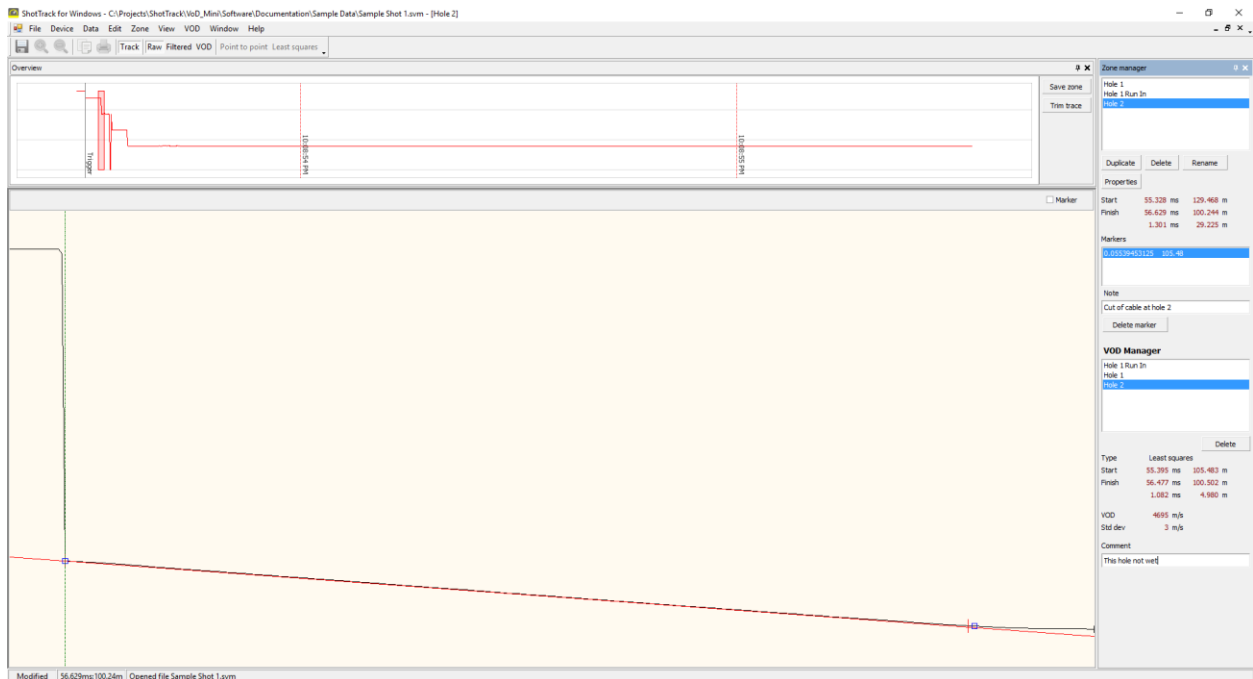 ShotTrack for Windows - C:\Projects\ShotTrack\VoD_Mini\Software\Documentation\Sample Data\Sample Shot 1.svm - [Hole 2]
File Device Data Edit Zone View VOD Window Help
Track Raw Filtered VOD Point to point Least squares
Overview
Save zone
Trim trace
Trigger
10:08:54 PM
10:08:55 PM
Marker
Zone manager
Hole 1
Hole 1 Run In
Hole 2
Duplicate Delete Rename
Properties
Start 55.328 ms 129.468 m
Finish 56.629 ms 100.244 m
1.301 ms 29.225 m
Markers
0.05539453125 105.48
Note
Cut of cable at hole 2
Delete marker
VOD Manager
Hole 1 Run In
Hole 1
Hole 2
Delete
Type Least squares
Start 55.395 ms 105.483 m
Finish 56.477 ms 100.502 m
1.082 ms 4.980 m
VOD 4695 m/s
Std dev 3 m/s
Comment
This hole not wet
Modified 56.629ms:100.24m Opened file Sample Shot 1.svm